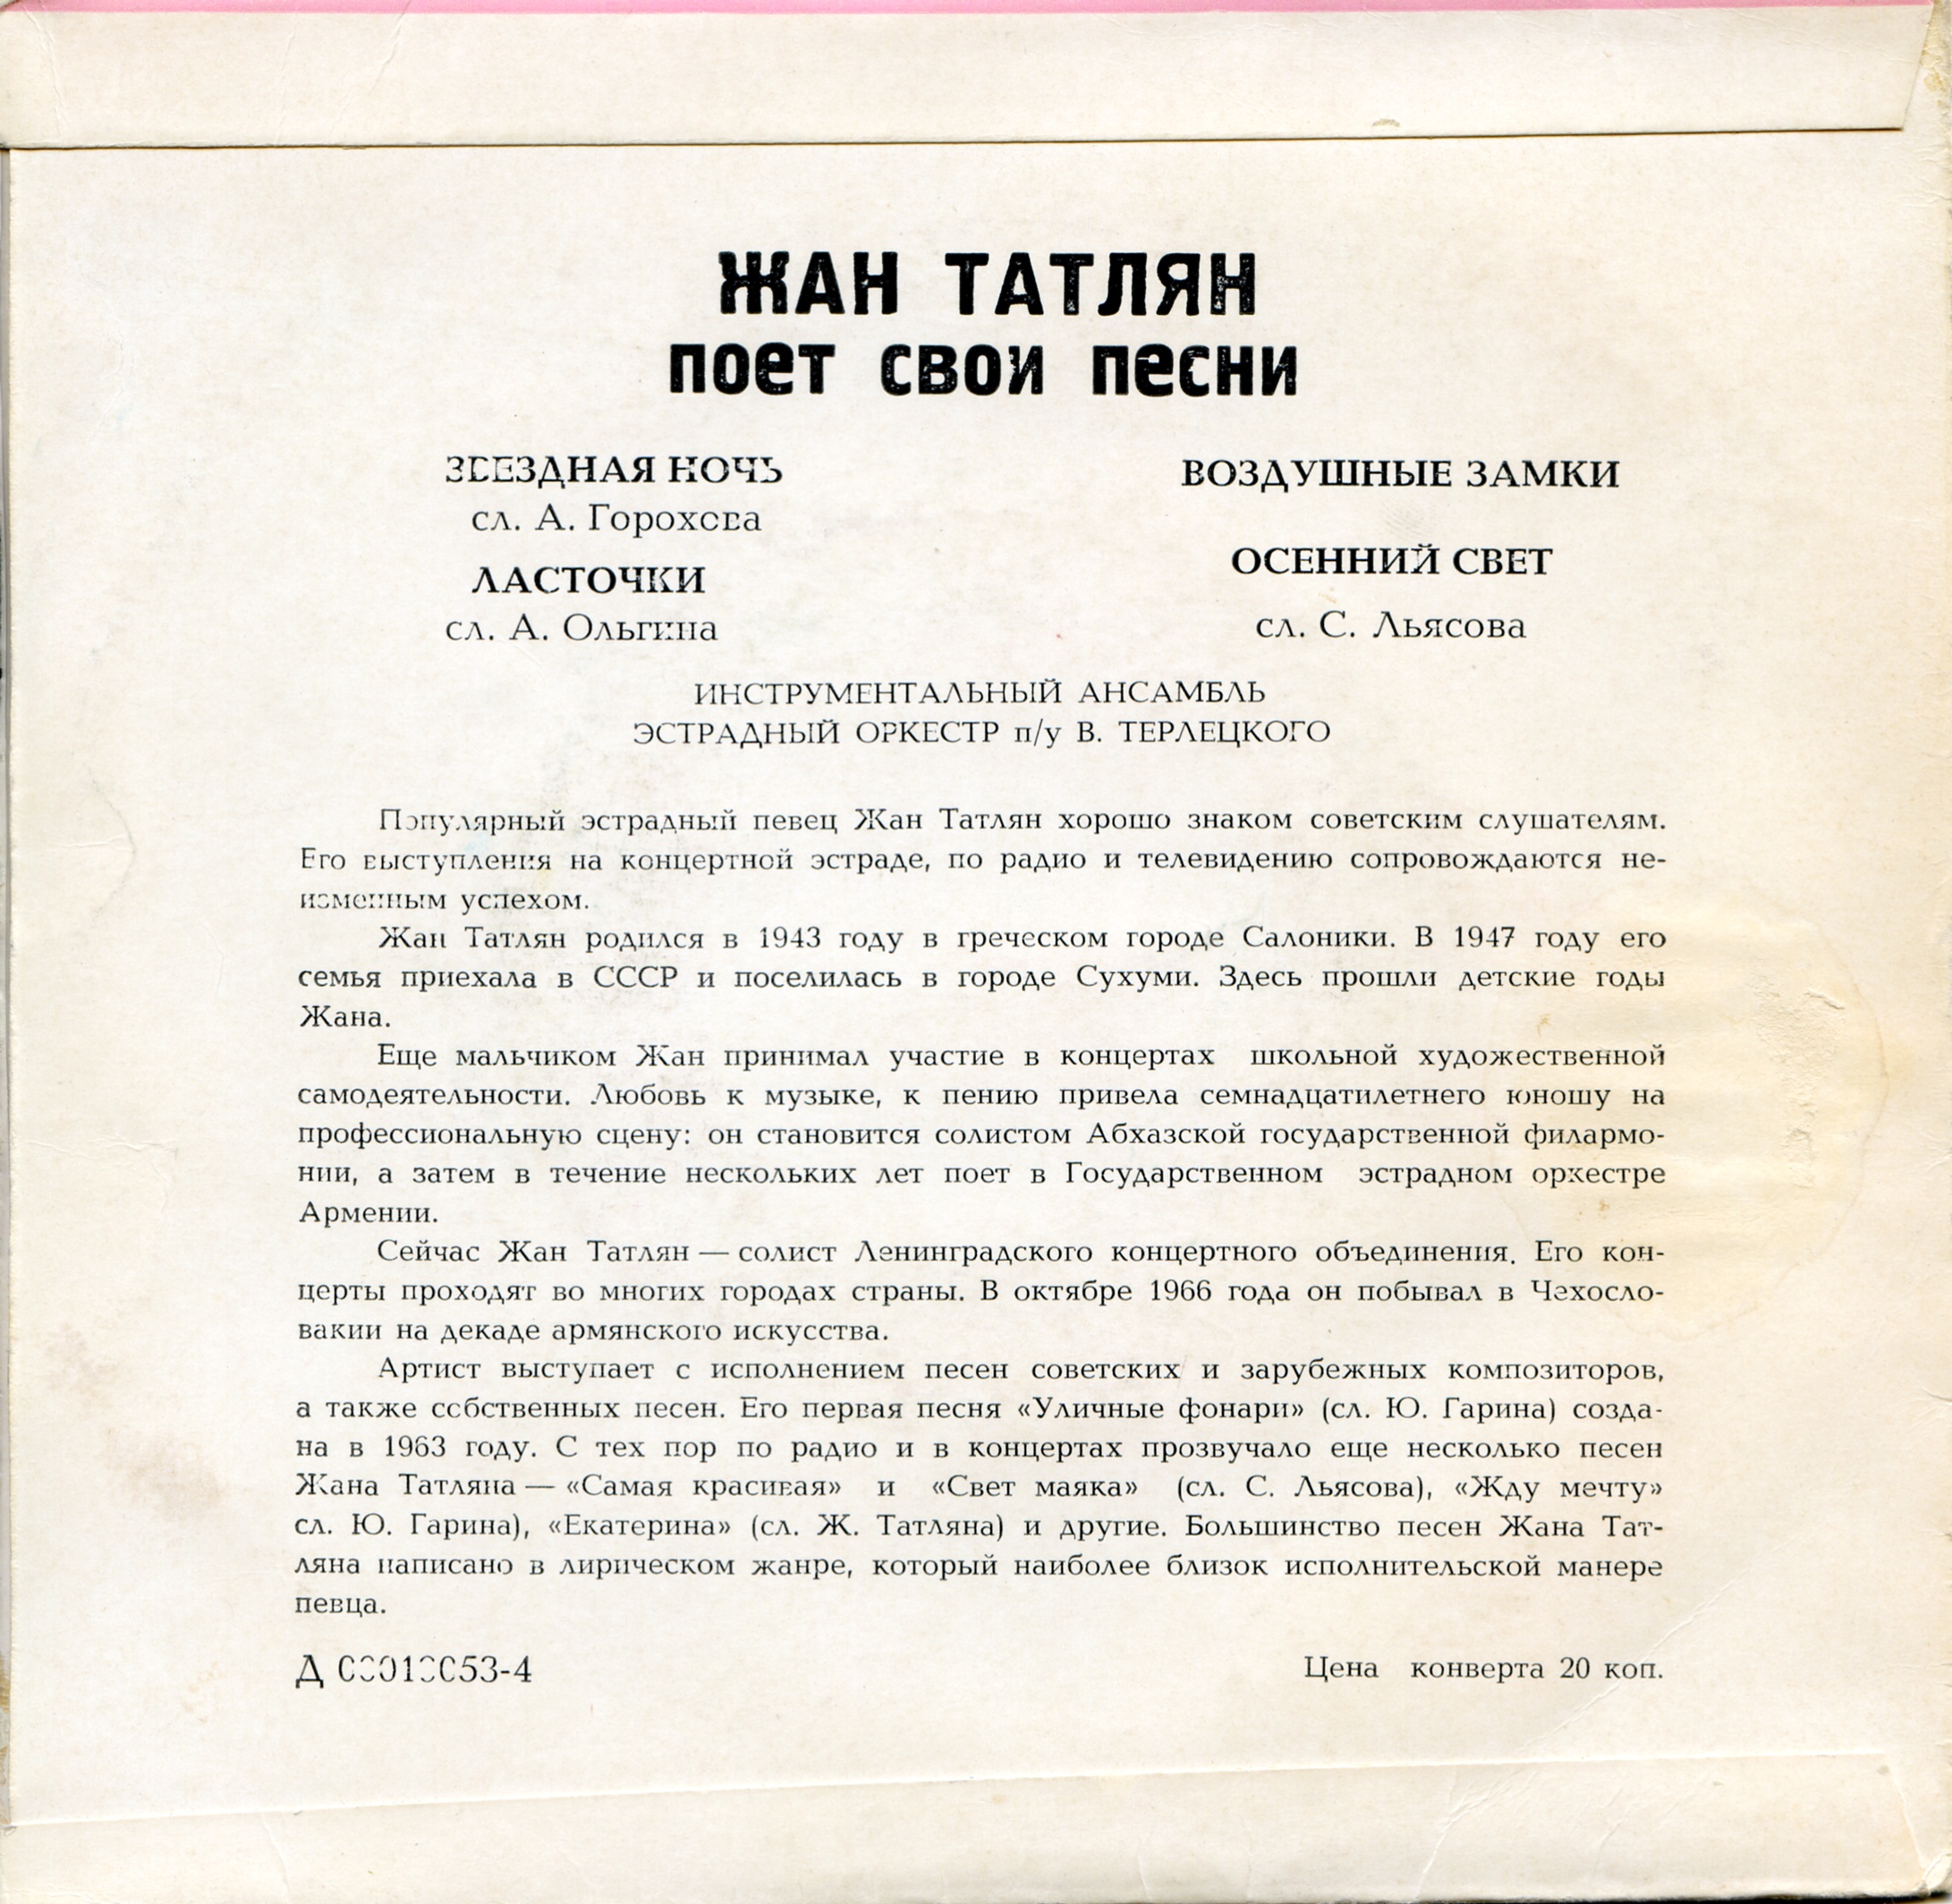 ЖАН ТАТЛЯН
поет свои песни
ЗВЕЗДНАЯ НОЧЬ
сл. А. Горохова
ЛАСТОЧКИ
сл. А. Ольгина
ВОЗДУШНЫЕ ЗАМКИ
ОСЕННИЙ СВЕТ
сл. С. Льясова
ИНСТРУМЕНТАЛЬНЫЙ АНСАМБЛЬ
ЭСТРАДНЫЙ ОРКЕСТР п/у В. ТЕРЛЕЦКОГО
Популярный эстрадный певец Жан Татлян хорошо знаком советским слушателям.
Его выступления на концертной эстраде, по радио и телевидению сопровождаются не-
изменным успехом.
Жан Татлян родился в 1943 году в греческом городе Салоники. В 1947 году его
семья приехала в СССР и поселилась в городе Сухуми. Здесь прошли детские годы
Жана.
Еще мальчиком Жан принимал участие в концертах школьной художественной
самодеятельности. Любовь к музыке, к пению привела семнадцатилетнего юношу на
профессиональную сцену: он становится солистом Абхазской государственной филармо-
нии, а затем в течение нескольких лет поет в Государственном эстрадном оркестре
Армении.
Сейчас Жан Татлян — солист Ленинградского концертного объединения. Его кон-
церты проходят во многих городах страны. В октябре 1966 года он побывал в Чехосло-
вакии на декаде армянского искусства.
Артист выступает с исполнением песен советских и зарубежных композиторов,
а также собственных песен. Его первая песня «Уличные фонари» (сл. Ю. Гарина) созда-
на в 1963 году. С тех пор по радио и в концертах прозвучало еще несколько песен
Жана Татляна — «Самая красивая» и «Свет маяка» (сл. С. Льясова), «Жду мечту»
сл. Ю. Гарина), «Екатерина» (сл. Ж. Татляна) и другие. Большинство песен Жана Тат-
ляна написано в лирическом жанре, который наиболее близок исполнительской манере
певца.
Д
Цена конверта 20 коп.